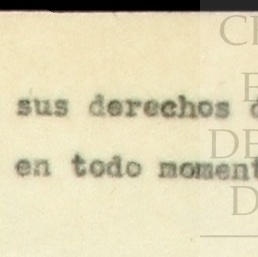 sus derechos
en todo moment